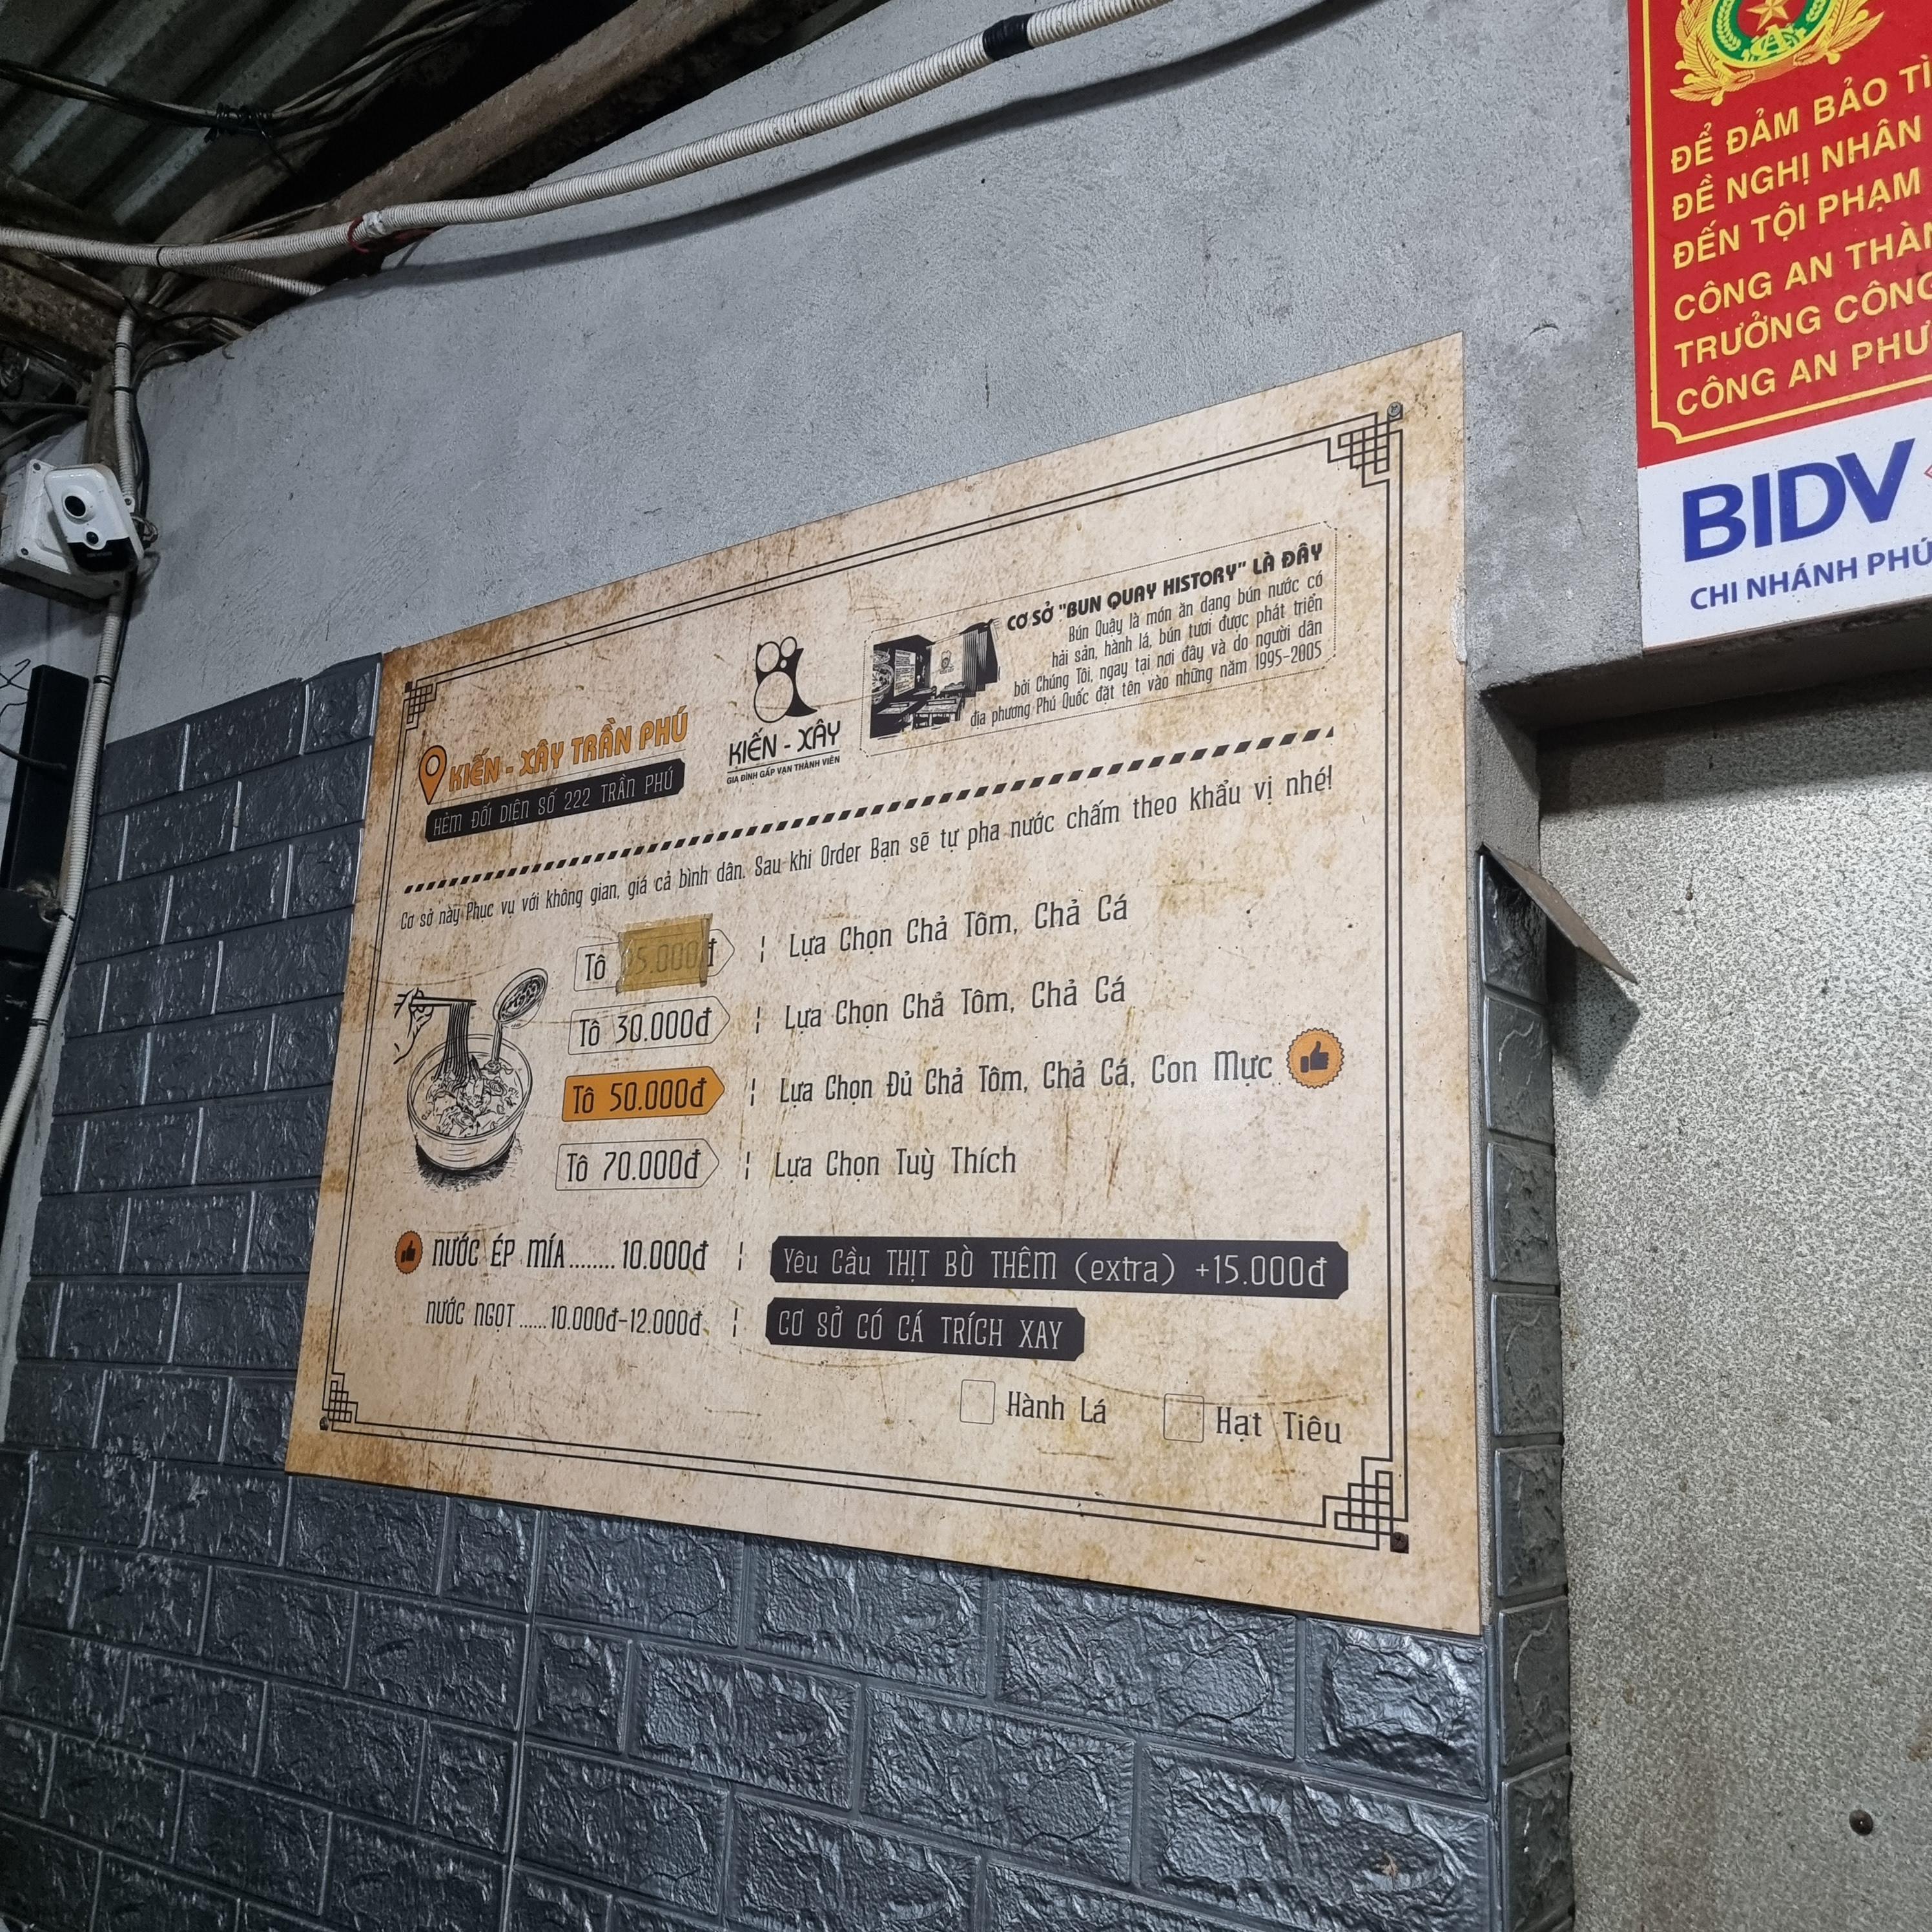 ĐỂ ĐẢM BẢO
ĐỀ NGHỊ NHÂN
ĐẾN TỘI PHẠM
CÔNG AN
TRƯỞNG
CÔNG AN
BIDV
CHI NHÁNH PHÚ
KIẾN - XÂY TRẦN PHÚ
HẺM ĐỐI DIỆN SỐ 222 TRẦN PHÚ
KIẾN - XÂY
GIA ĐÌNH GẤP VẠN THÀNH VIÊN
CƠ SỞ "BUN QUAY HISTORY" LÀ ĐÂY
Bún Quậy là món ăn dạng bún nước có
hải sản, hành lá, bún tươi được phát triển
bởi Chúng Tôi, ngay tại nơi đây và do người dân
địa phương Phú Quốc đặt tên vào những năm 1995-2005
Cơ sở này Phục vụ với không gian, giá cả bình dân. Sau khi Order Bạn sẽ tự pha nước chấm theo khẩu vị nhé!
Tô 25.000đ ¦ Lựa Chọn Chả Tôm, Chả Cá
Tô 30.000đ ¦ Lựa Chọn Chả Tôm, Chả Cá
Tô 50.000đ ¦ Lựa Chọn Đủ Chả Tôm, Chả Cá, Con Mực
Tô 70.000đ ¦ Lựa Chọn Tuỳ Thích
NƯỚC ÉP MÍA........ 10.000đ ¦ Yêu Cầu THỊT BÒ THÊM (extra) +15.000đ
NƯỚC NGỌT ......10.000đ-12.000đ ¦ CƠ SỞ CÓ CÁ TRÍCH XAY
Hành Lá Hạt Tiêu